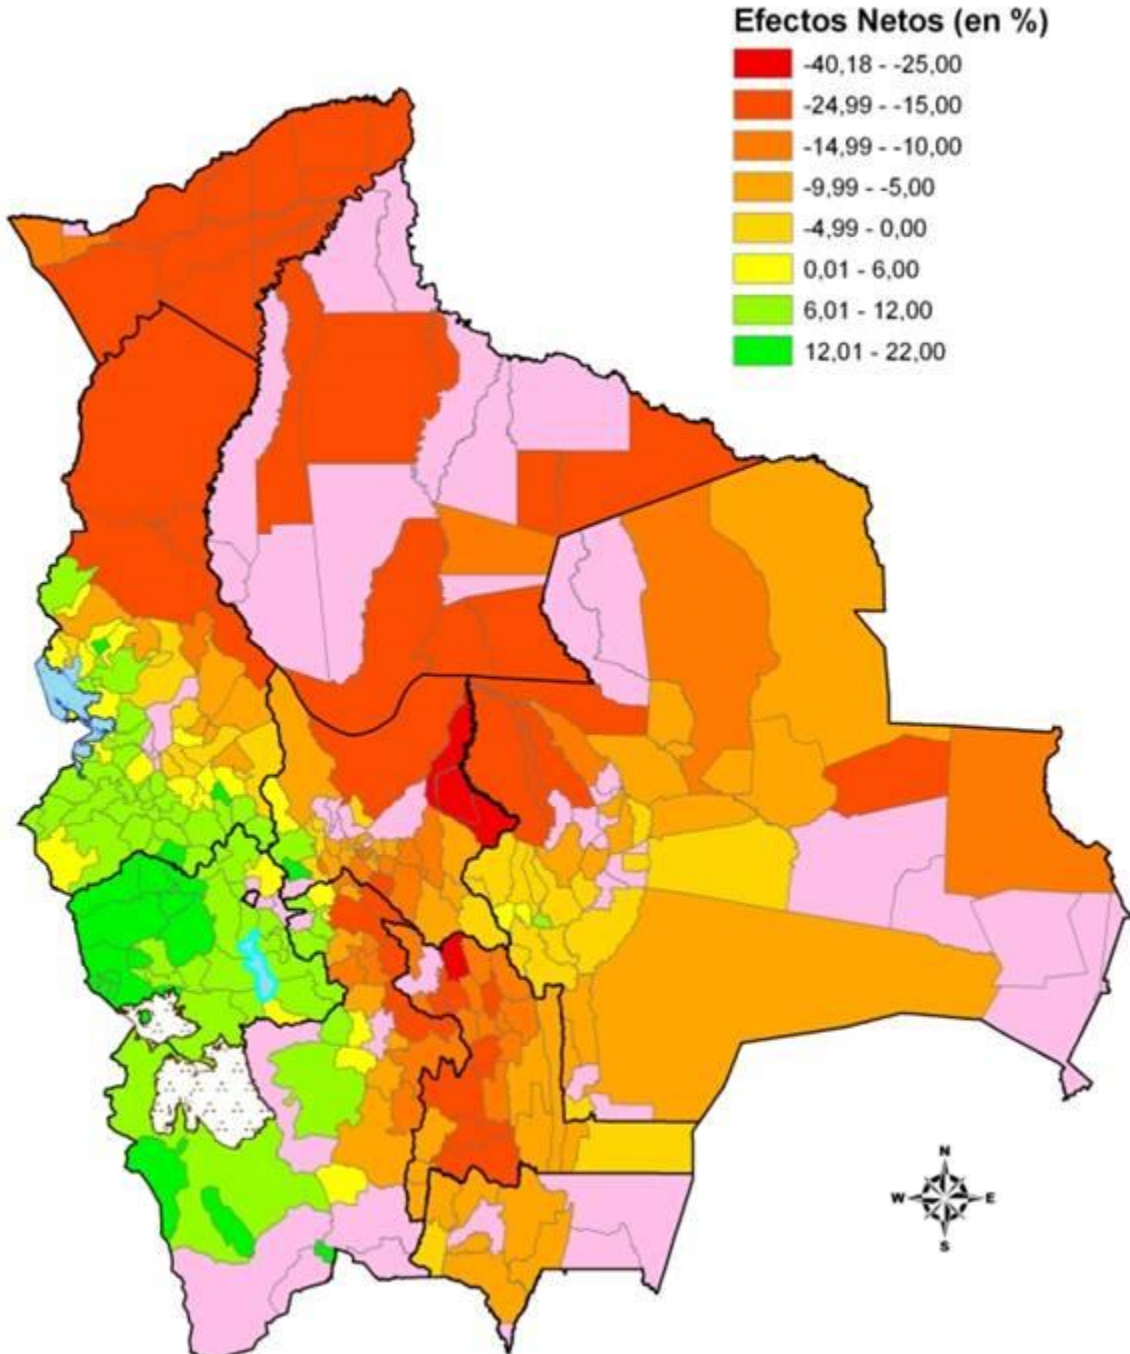 Efectos Netos (en %)
-40,18 - -25,00
-24,99 - -15,00
-14,99 - -10,00
-9,99 - -5,00
-4,99 - 0,00
0,01 - 6,00
6,01 - 12,00
12,01 - 22,00
N
W E
S